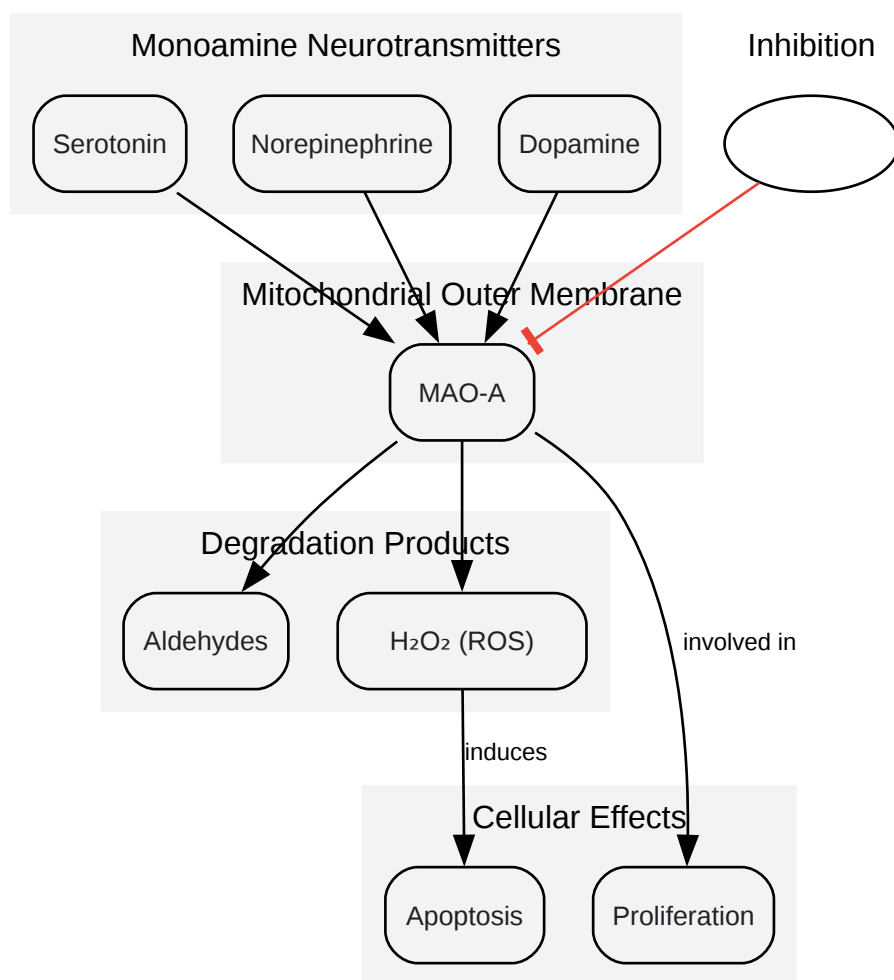 Monoamine Neurotransmitters
Inhibition
Serotonin
Norepinephrine
Dopamine
Mitochondrial Outer Membrane
MAO-A
Degradation Products
Aldehydes
H₂O₂ (ROS)
involved in
induces
Cellular Effects
Apoptosis
Proliferation